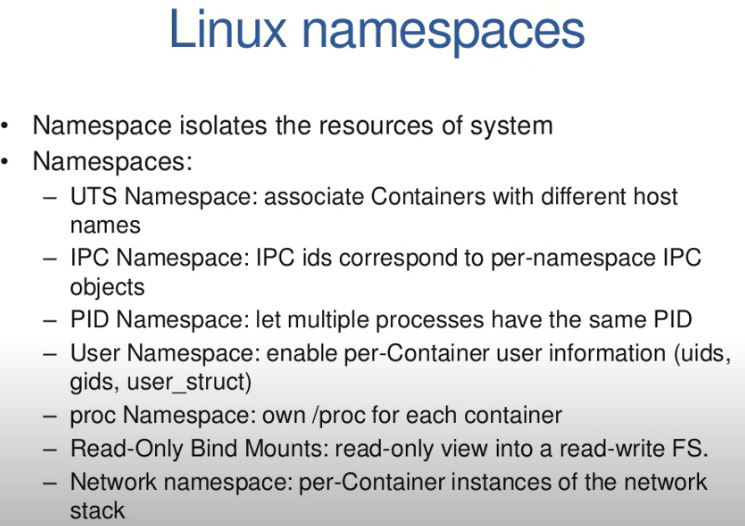 Linux namespaces
• Namespace isolates the resources of system
• Namespaces:
– UTS Namespace: associate Containers with different host
names
– IPC Namespace: IPC ids correspond to per-namespace IPC
objects
– PID Namespace: let multiple processes have the same PID
– User Namespace: enable per-Container user information (uids,
gids, user_struct)
– proc Namespace: own /proc for each container
– Read-Only Bind Mounts: read-only view into a read-write FS.
– Network namespace: per-Container instances of the network
stack